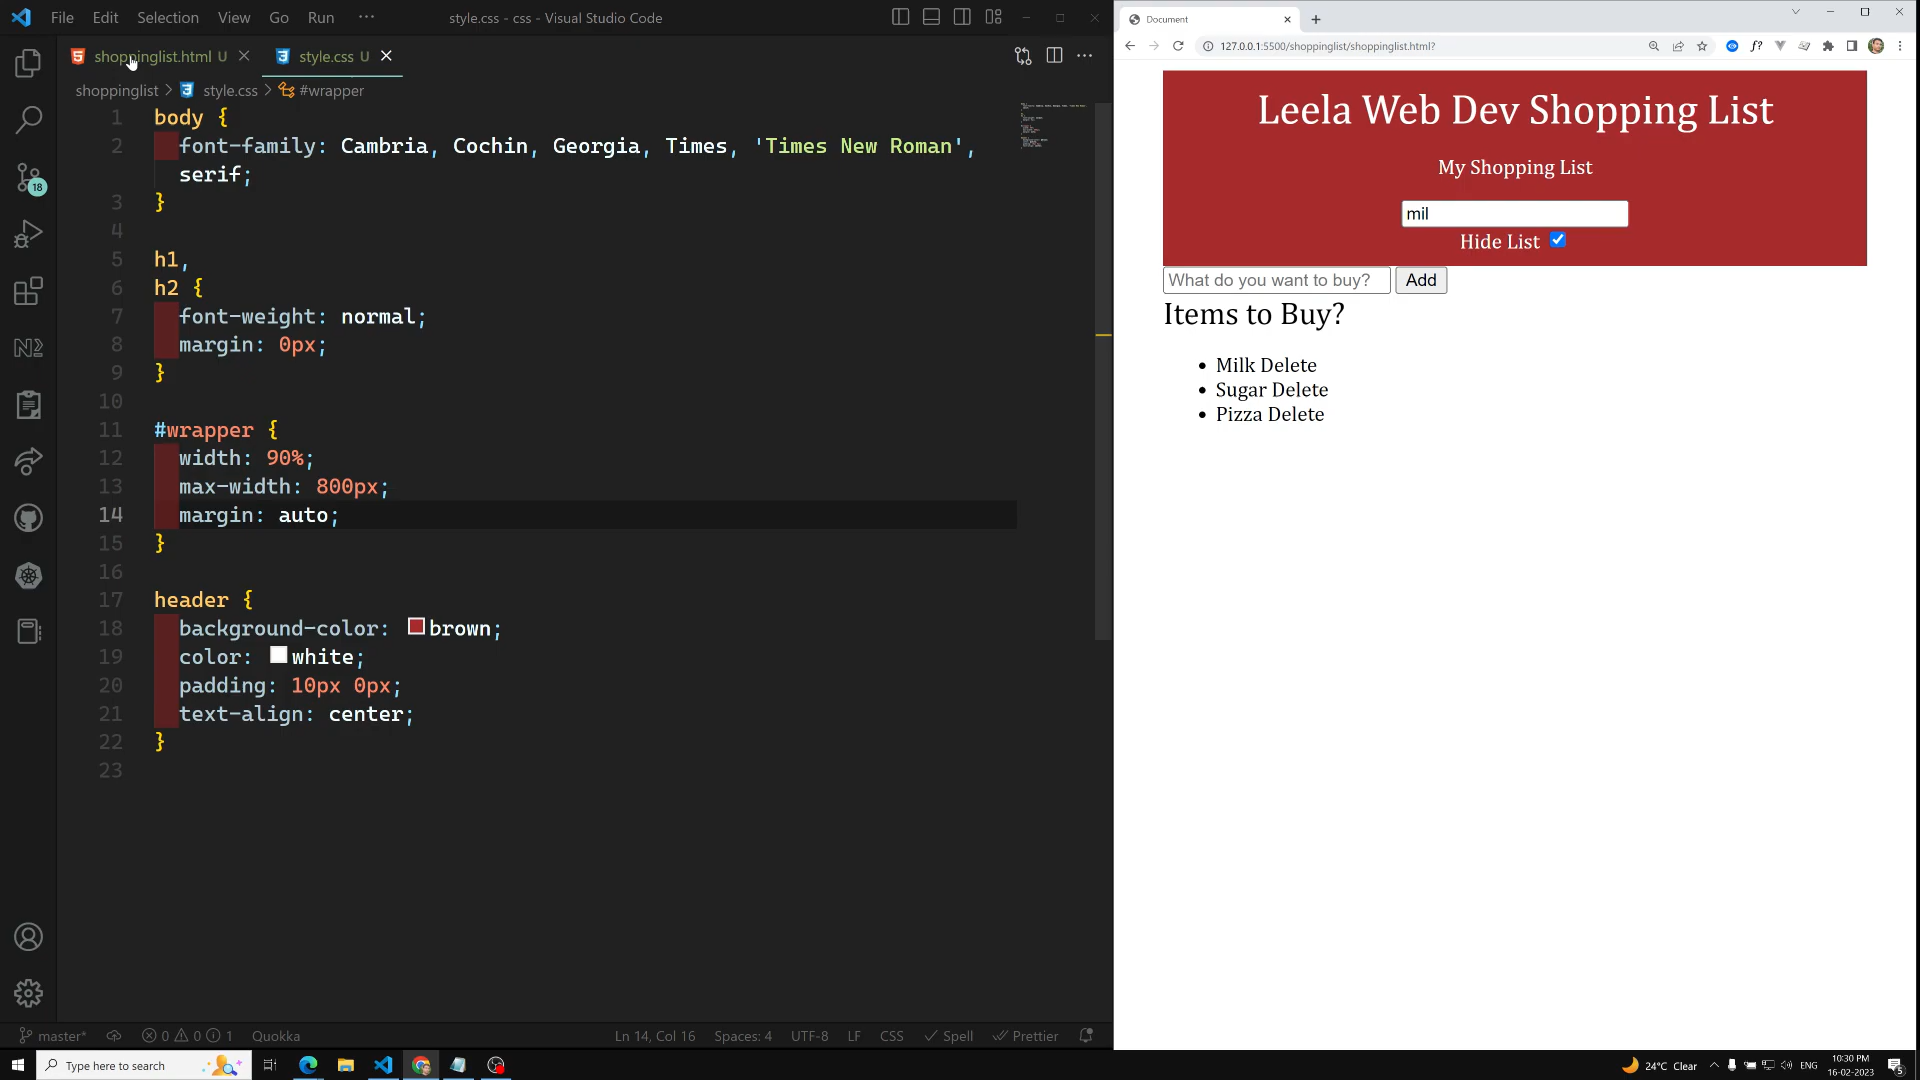 File Edit Selection View Go Run ··· style.css - css - Visual Studio Code
shoppinglist.html U style.css U
shoppinglist > style.css > #wrapper
1 body {
2 font-family: Cambria, Cochin, Georgia, Times, 'Times New Roman',
serif;
3 }
4
5 h1,
6 h2 {
7 font-weight: normal;
8 margin: 0px;
9 }
10
11 #wrapper {
12 width: 90%;
13 max-width: 800px;
14 margin: auto;
15 }
16
17 header {
18 background-color: brown;
19 color: white;
20 padding: 10px 0px;
21 text-align: center;
22 }
23
18
master* 0 0 1 Quokka Ln 14, Col 16 Spaces: 4 UTF-8 LF CSS Spell Prettier
Document
127.0.0.1:5500/shoppinglist/shoppinglist.html?
Leela Web Dev Shopping List
My Shopping List
mil
Hide List
What do you want to buy? Add
Items to Buy?
• Milk Delete
• Sugar Delete
• Pizza Delete
Type here to search
24°C Clear ENG 10:30 PM
16-02-2023
5